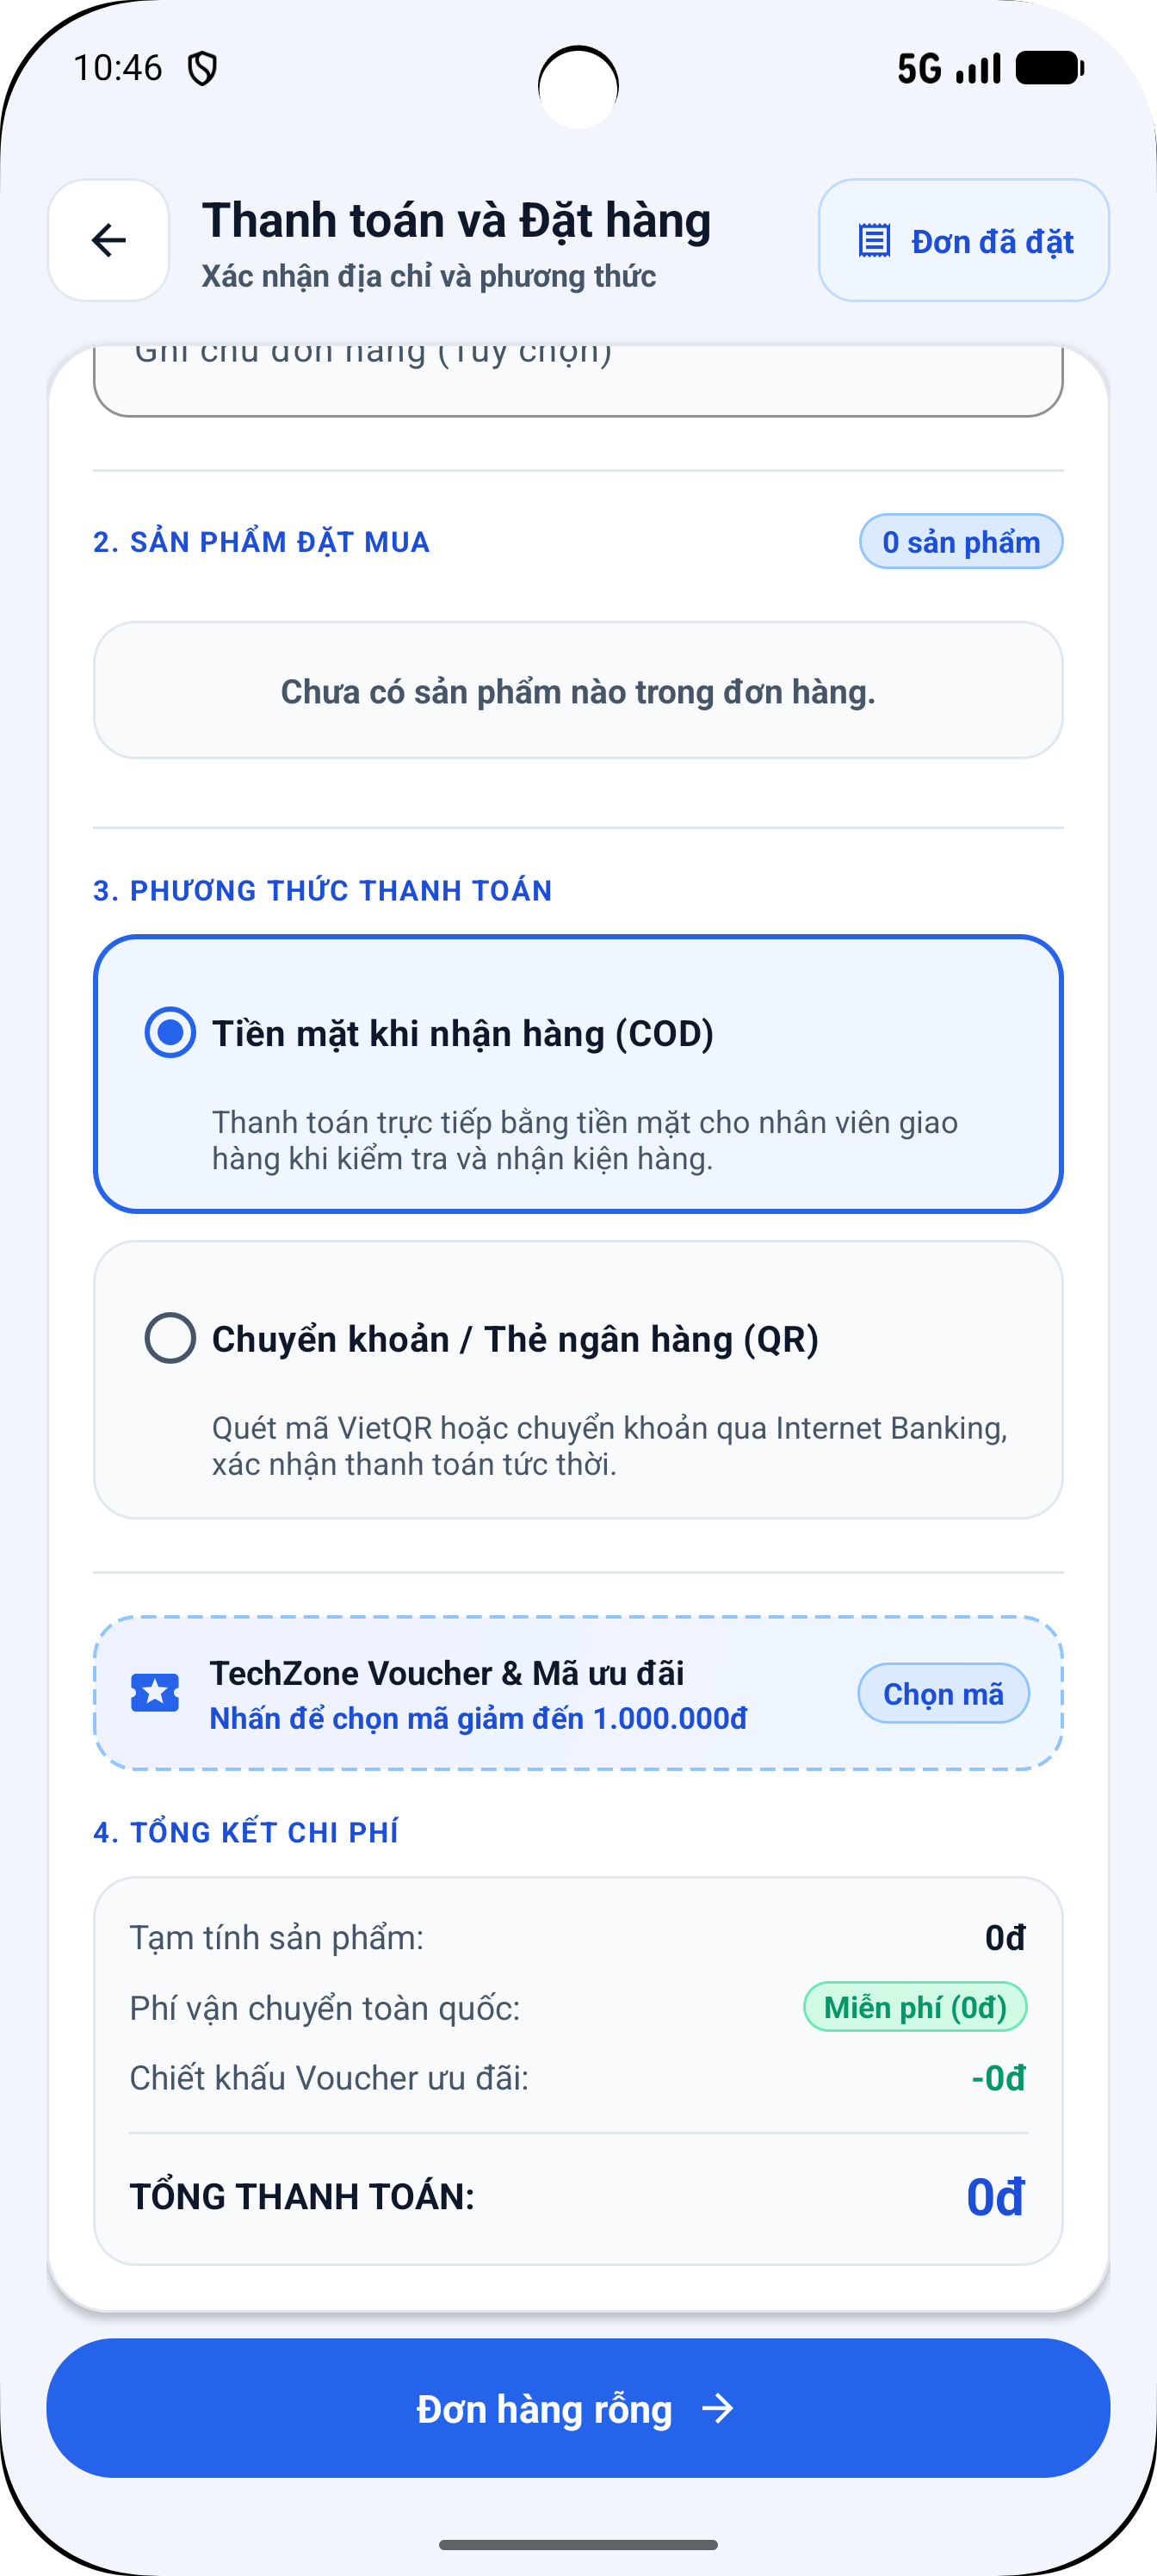 10:46
5G
Thanh toán và Đặt hàng
Xác nhận địa chỉ và phương thức
Đơn đã đặt
Ghi chú đơn hàng (Tùy chọn)
2. SẢN PHẨM ĐẶT MUA
0 sản phẩm
Chưa có sản phẩm nào trong đơn hàng.
3. PHƯƠNG THỨC THANH TOÁN
Tiền mặt khi nhận hàng (COD)
Thanh toán trực tiếp bằng tiền mặt cho nhân viên giao
hàng khi kiểm tra và nhận kiện hàng.
Chuyển khoản / Thẻ ngân hàng (QR)
Quét mã VietQR hoặc chuyển khoản qua Internet Banking,
xác nhận thanh toán tức thời.
TechZone Voucher & Mã ưu đãi
Nhấn để chọn mã giảm đến 1.000.000đ
Chọn mã
4. TỔNG KẾT CHI PHÍ
Tạm tính sản phẩm:
0đ
Phí vận chuyển toàn quốc:
Miễn phí (0đ)
Chiết khấu Voucher ưu đãi:
-0đ
TỔNG THANH TOÁN:
0đ
Đơn hàng rỗng